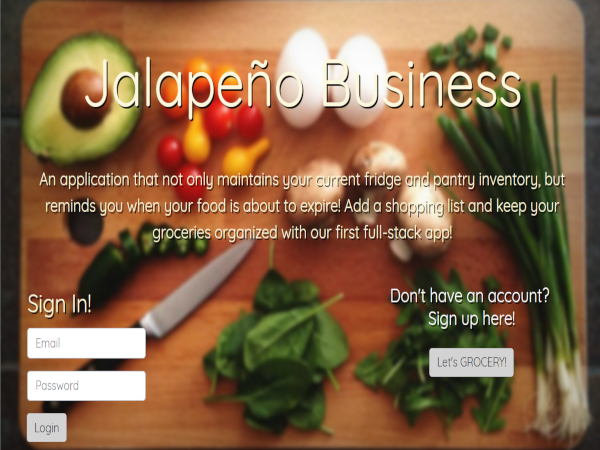 Jalapeño Business
An application that not only maintains your current fridge and pantry inventory, but
reminds you when your food is about to expire! Add a shopping list and keep your
groceries organized with our first full-stack app!
Sign In!
Email
Password
Login
Don't have an account?
Sign up here!
Let's GROCERY!